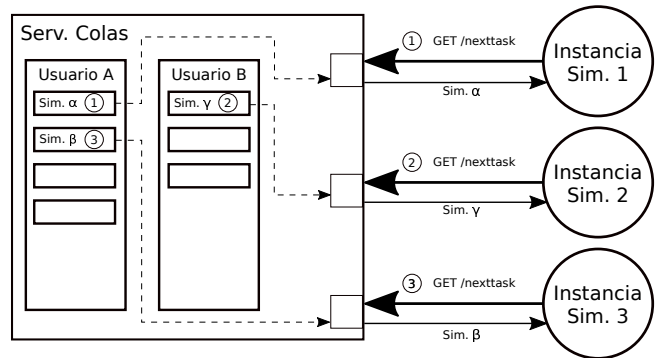 Serv. Colas
Usuario A
Sim. α 1
Sim. β 3
Usuario B
Sim. γ 2
1 GET /nexttask
Sim. α
Instancia
Sim. 1
2 GET /nexttask
Sim. γ
Instancia
Sim. 2
3 GET /nexttask
Sim. β
Instancia
Sim. 3